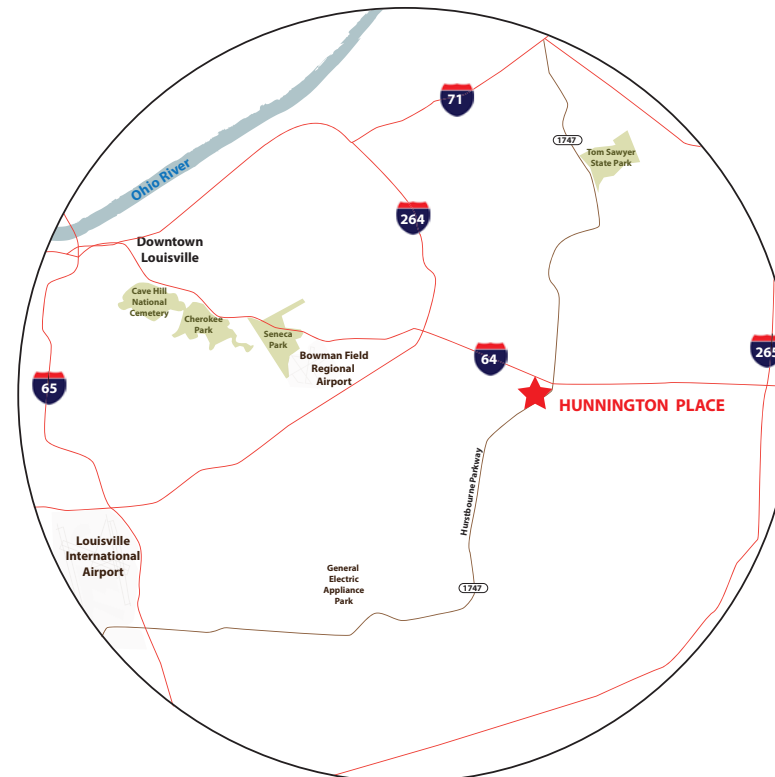 71
1747
Tom Sawyer
State Park
Ohio River
264
Downtown
Louisville
Cave Hill
National
Cemetery
Cherokee
Park
Seneca
Park
Bowman Field
Regional
Airport
64
265
65
HUNNINGTON PLACE
Hurstbourne Parkway
Louisville
International
Airport
General
Electric
Appliance
Park
1747